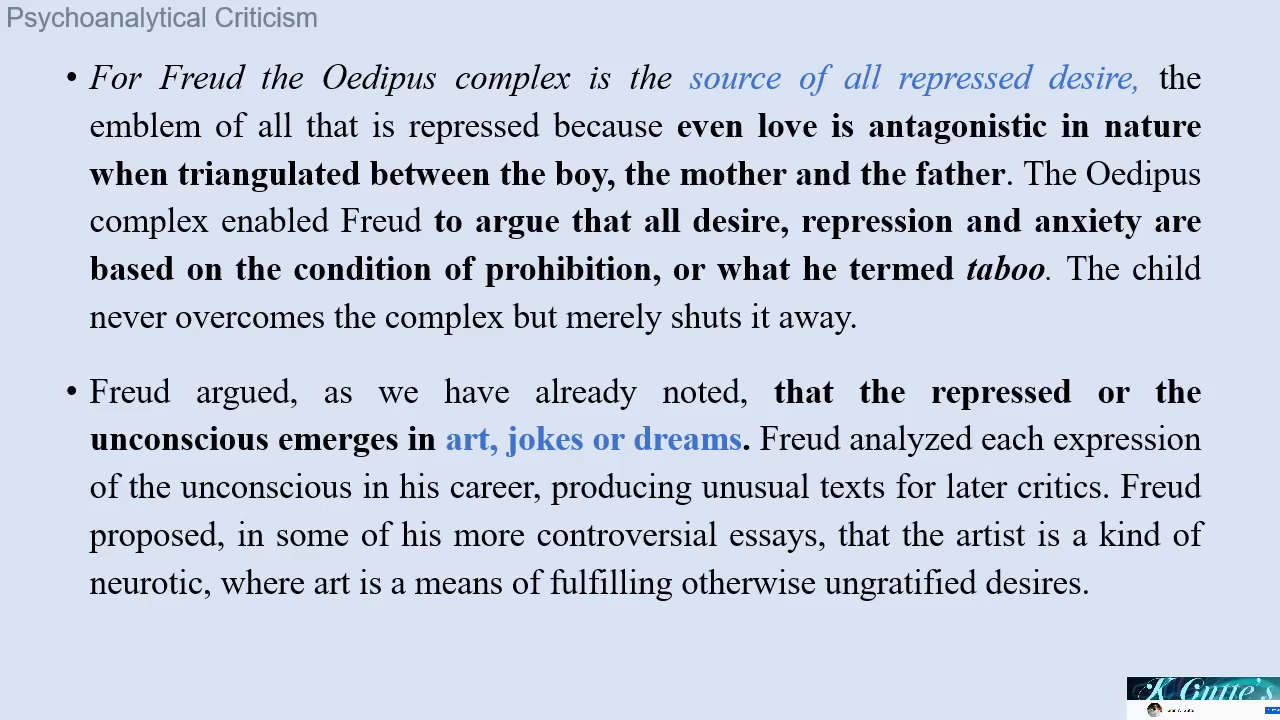 Psychoanalytical Criticism
• For Freud the Oedipus complex is the source of all repressed desire, the
emblem of all that is repressed because even love is antagonistic in nature
when triangulated between the boy, the mother and the father. The Oedipus
complex enabled Freud to argue that all desire, repression and anxiety are
based on the condition of prohibition, or what he termed taboo. The child
never overcomes the complex but merely shuts it away.
• Freud argued, as we have already noted, that the repressed or the
unconscious emerges in art, jokes or dreams. Freud analyzed each expression
of the unconscious in his career, producing unusual texts for later critics. Freud
proposed, in some of his more controversial essays, that the artist is a kind of
neurotic, where art is a means of fulfilling otherwise ungratified desires.